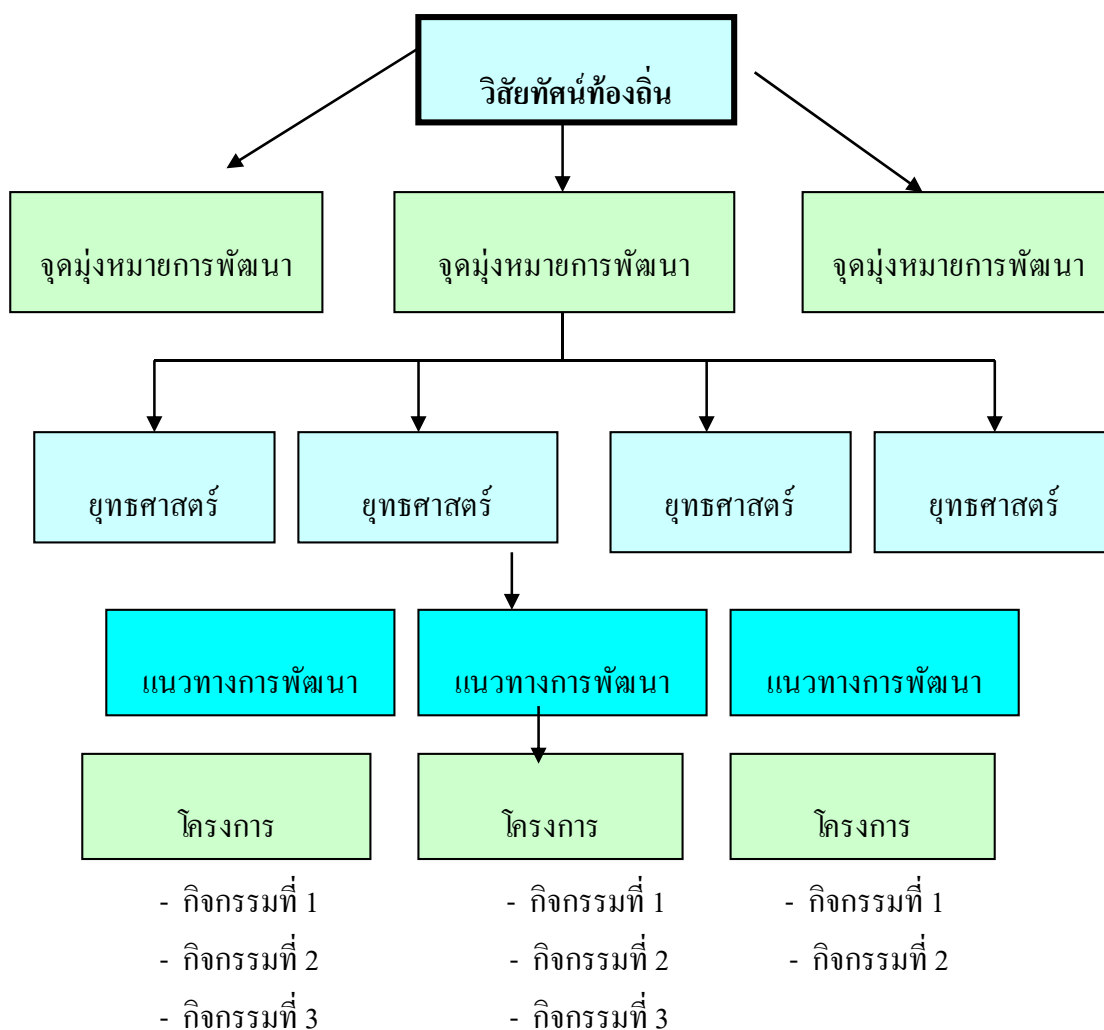 วิสัยทัศน์ท้องถิ่น
จุดมุ่งหมายการพัฒนา
จุดมุ่งหมายการพัฒนา
จุดมุ่งหมายการพัฒนา
ยุทธศาสตร์
ยุทธศาสตร์
ยุทธศาสตร์
ยุทธศาสตร์
แนวทางการพัฒนา
แนวทางการพัฒนา
แนวทางการพัฒนา
โครงการ
โครงการ
โครงการ
- กิจกรรมที่ 1
- กิจกรรมที่ 2
- กิจกรรมที่ 3
- กิจกรรมที่ 1
- กิจกรรมที่ 2
- กิจกรรมที่ 3
- กิจกรรมที่ 1
- กิจกรรมที่ 2